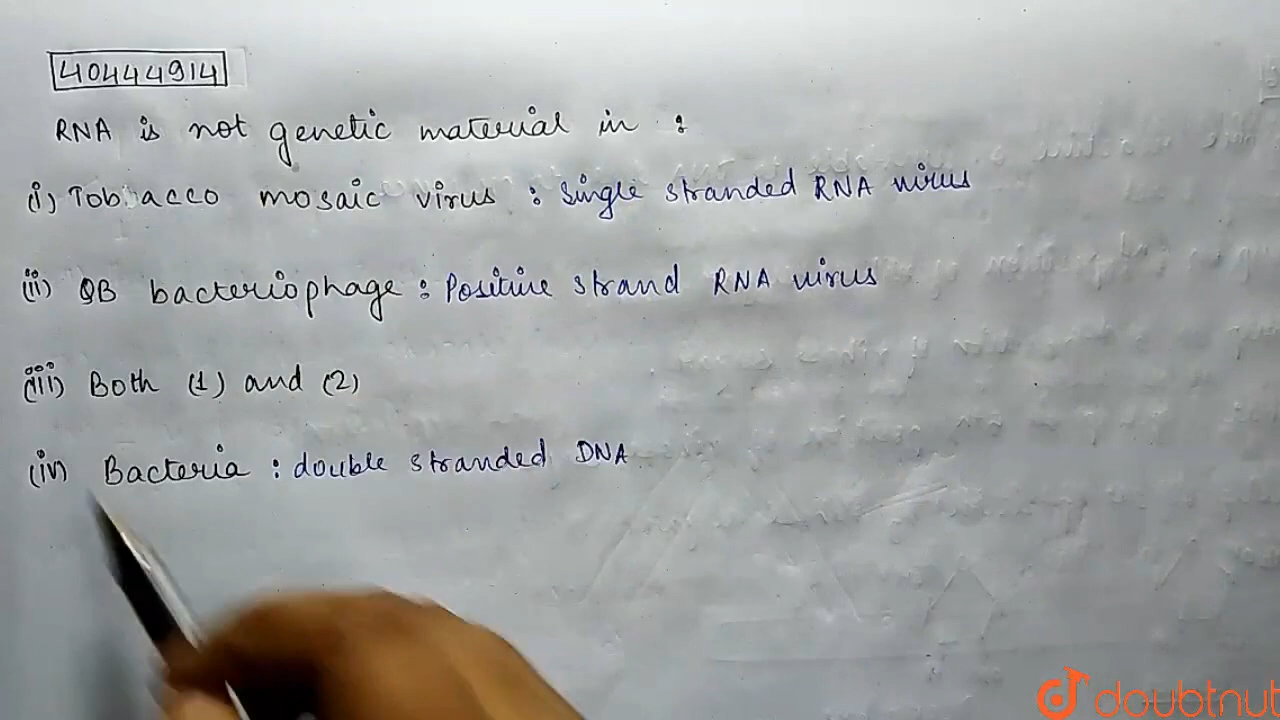 40444914
RNA is not genetic material in :
(i) Tobacco mosaic virus : Single stranded RNA virus
(ii) QB bacteriophage : Positive strand RNA virus
(iii) Both (1) and (2)
(iv) Bacteria : double stranded DNA
doubtnut